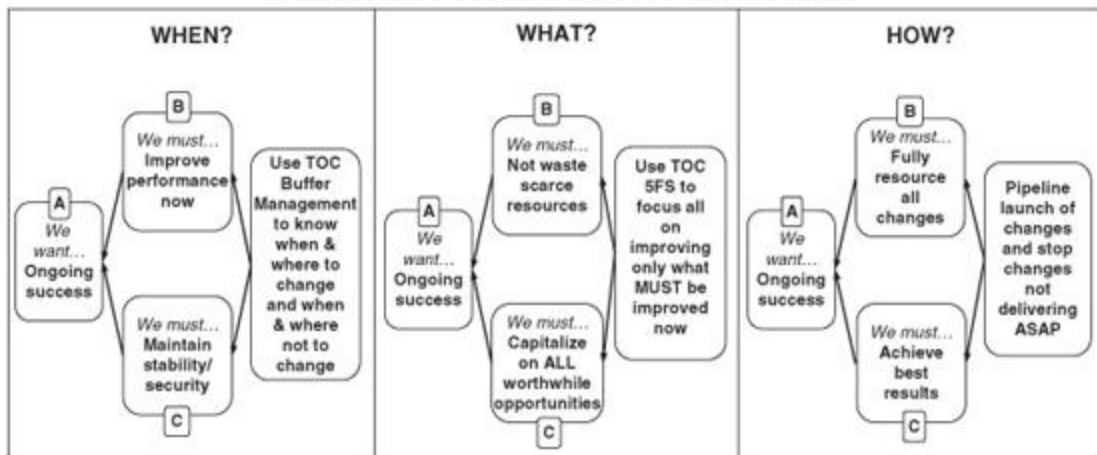 WHEN?
B
We must...
Improve
performance
now
A
We
want...
Ongoing
success
We must...
Maintain
stability/
security
C
Use TOC
Buffer
Management
to know
when &
where to
change
and when
& where
not to
change
WHAT?
B
We must...
Not waste
scarce
resources
A
We
want...
Ongoing
success
We must...
Capitalize
on ALL
worthwhile
opportunities
C
Use TOC
5FS to
focus all
on
improving
only what
MUST be
improved
now
HOW?
B
We must...
Fully
resource
all
changes
A
We
want...
Ongoing
success
We must...
Achieve
best
results
C
Pipeline
launch of
changes
and stop
changes
not
delivering
ASAP